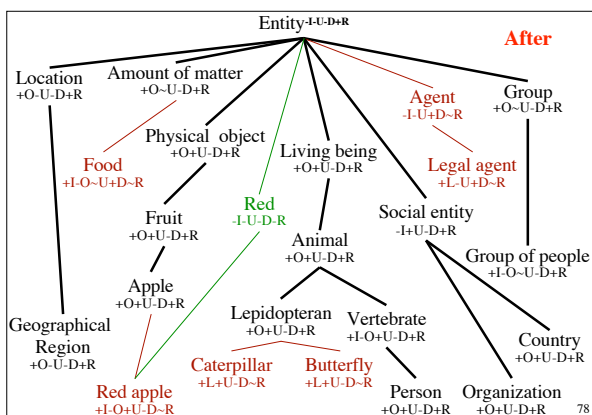 Entity-I-U-D+R
After
Location
+O-U-D+R
Amount of matter
+O~U-D+R
Agent
-I-U+D~R
Group
+O~U-D+R
Physical object
+O+U-D+R
Living being
+O+U-D+R
Food
+I-O~U+D~R
Legal agent
+L-U+D~R
Red
-I-U-D-R
Fruit
+O+U-D+R
Social entity
-I+U-D+R
Animal
+O+U-D+R
Group of people
+I-O~U-D+R
Apple
+O+U-D+R
Geographical
Region
+O-U-D+R
Lepidopteran
+O+U-D+R
Vertebrate
+I-O+U-D+R
Country
+O+U-D+R
Caterpillar
+L+U-D~R
Butterfly
+L+U-D~R
Red apple
+I-O+U-D~R
Person
+O+U-D+R
Organization
+O+U-D+R
78